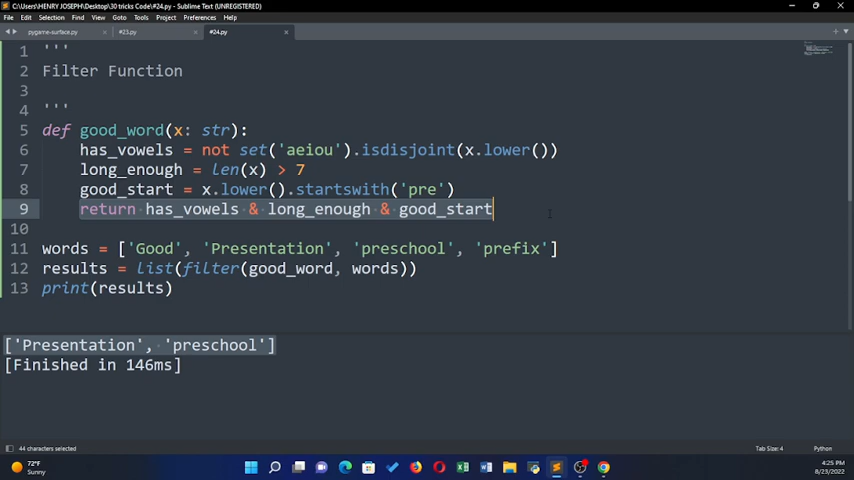 C:\Users\HENRY JOSEPH\Desktop\30 tricks Code\#24.py - Sublime Text (UNREGISTERED)
File Edit Selection Find View Goto Tools Project Preferences Help
pygame-surface.py #23.py #24.py
1 '''
2 Filter Function
3
4 '''
5 def good_word(x: str):
6 has_vowels = not set('aeiou').isdisjoint(x.lower())
7 long_enough = len(x) > 7
8 good_start = x.lower().startswith('pre')
9 return has_vowels & long_enough & good_start
10
11 words = ['Good', 'Presentation', 'preschool', 'prefix']
12 results = list(filter(good_word, words))
13 print(results)
['Presentation', 'preschool']
[Finished in 146ms]
44 characters selected Tab Size: 4 Python
72°F
Sunny
4:25 PM
8/23/2022